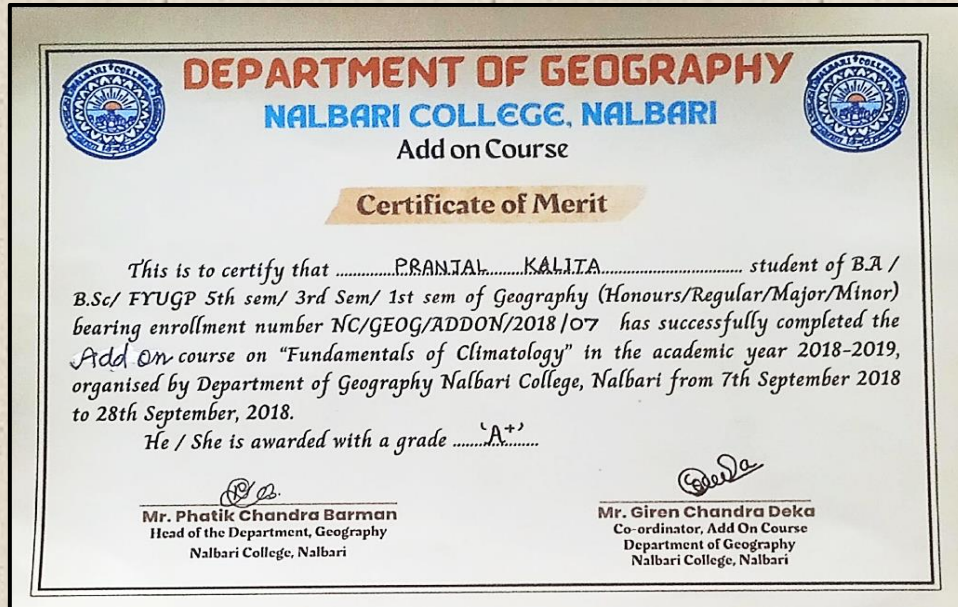 DEPARTMENT OF GEOGRAPHY
NALBARI COLLEGE, NALBARI
Add on Course
Certificate of Merit
This is to certify that ............PRANJAL......KALITA................................ student of B.A /
B.Sc/ FYUGP 5th sem/ 3rd Sem/ 1st sem of Geography (Honours/Regular/Major/Minor)
bearing enrollment number NC/GEOG/ADDON/2018/07 has successfully completed the
Add On course on "Fundamentals of Climatology" in the academic year 2018-2019,
organised by Department of Geography Nalbari College, Nalbari from 7th September 2018
to 28th September, 2018.
He / She is awarded with a grade ......'A+'......
Mr. Phatik Chandra Barman
Head of the Department, Geography
Nalbari College, Nalbari
Mr. Giren Chandra Deka
Co-ordinator, Add On Course
Department of Geography
Nalbari College, Nalbari